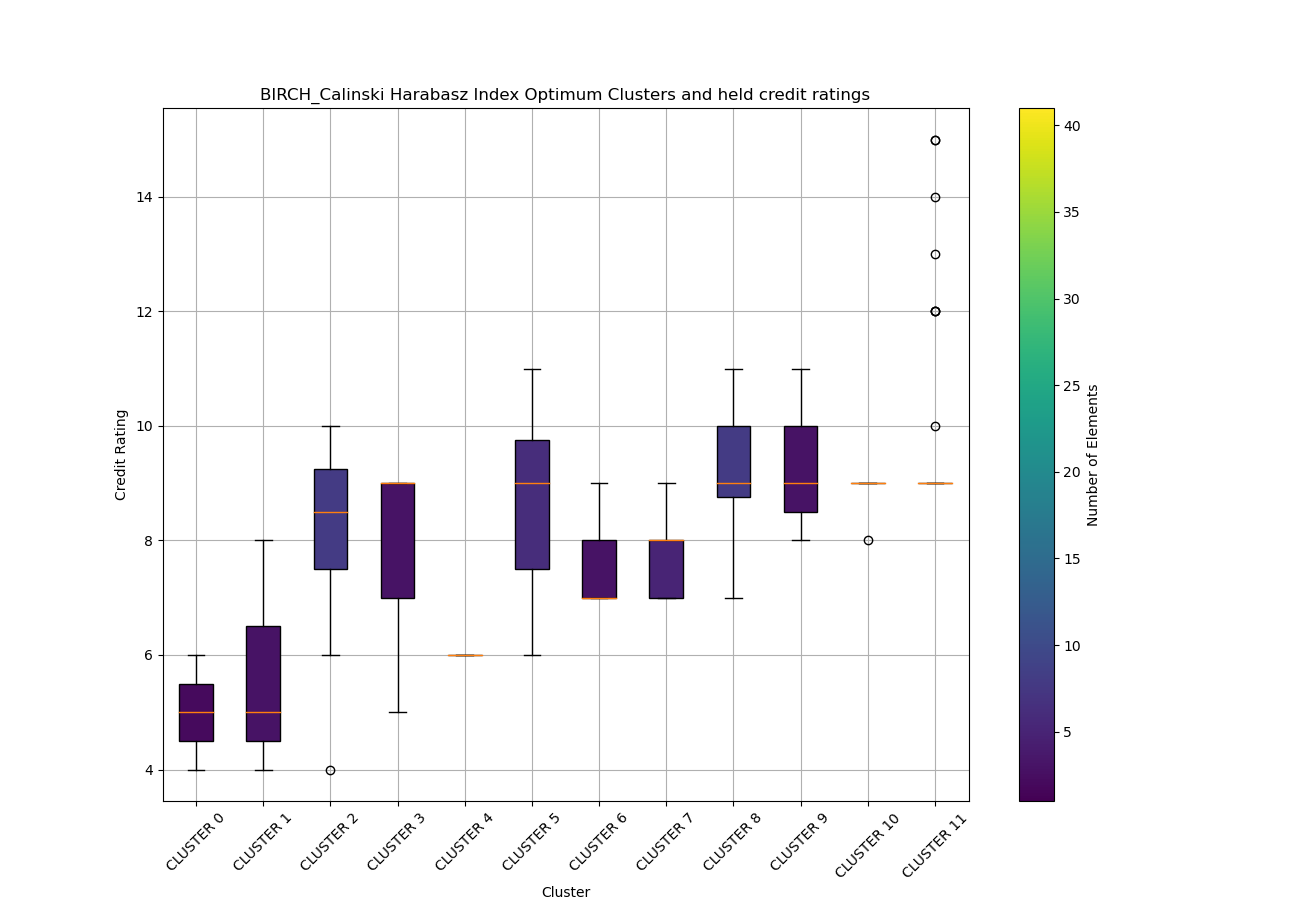 BIRCH_Calinski Harabasz Index Optimum Clusters and held credit ratings
Credit Rating
14
12
10
8
6
4
CLUSTER 0
CLUSTER 1
CLUSTER 2
CLUSTER 3
CLUSTER 4
CLUSTER 5
CLUSTER 6
CLUSTER 7
CLUSTER 8
CLUSTER 9
CLUSTER 10
CLUSTER 11
Cluster
40
35
30
25
20
15
10
5
Number of Elements